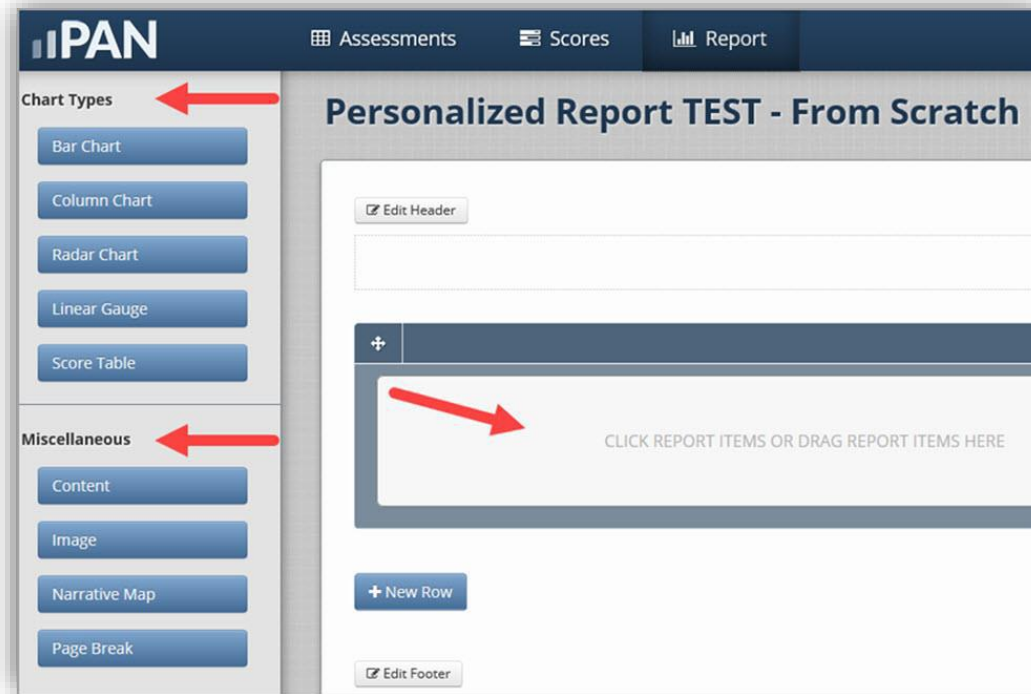 PAN
Assessments
Scores
Report
Chart Types
Bar Chart
Column Chart
Radar Chart
Linear Gauge
Score Table
Miscellaneous
Content
Image
Narrative Map
Page Break
Personalized Report TEST - From Scratch
Edit Header
CLICK REPORT ITEMS OR DRAG REPORT ITEMS HERE
+ New Row
Edit Footer